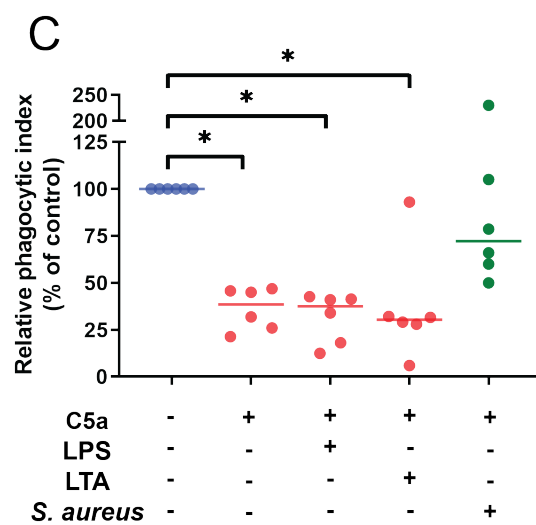 C
Relative phagocytic index
(% of control)
250
200
125
100
75
50
25
0
*
*
*
C5a - + + + +
LPS - - + - -
LTA - - - + -
S. aureus - - - - +